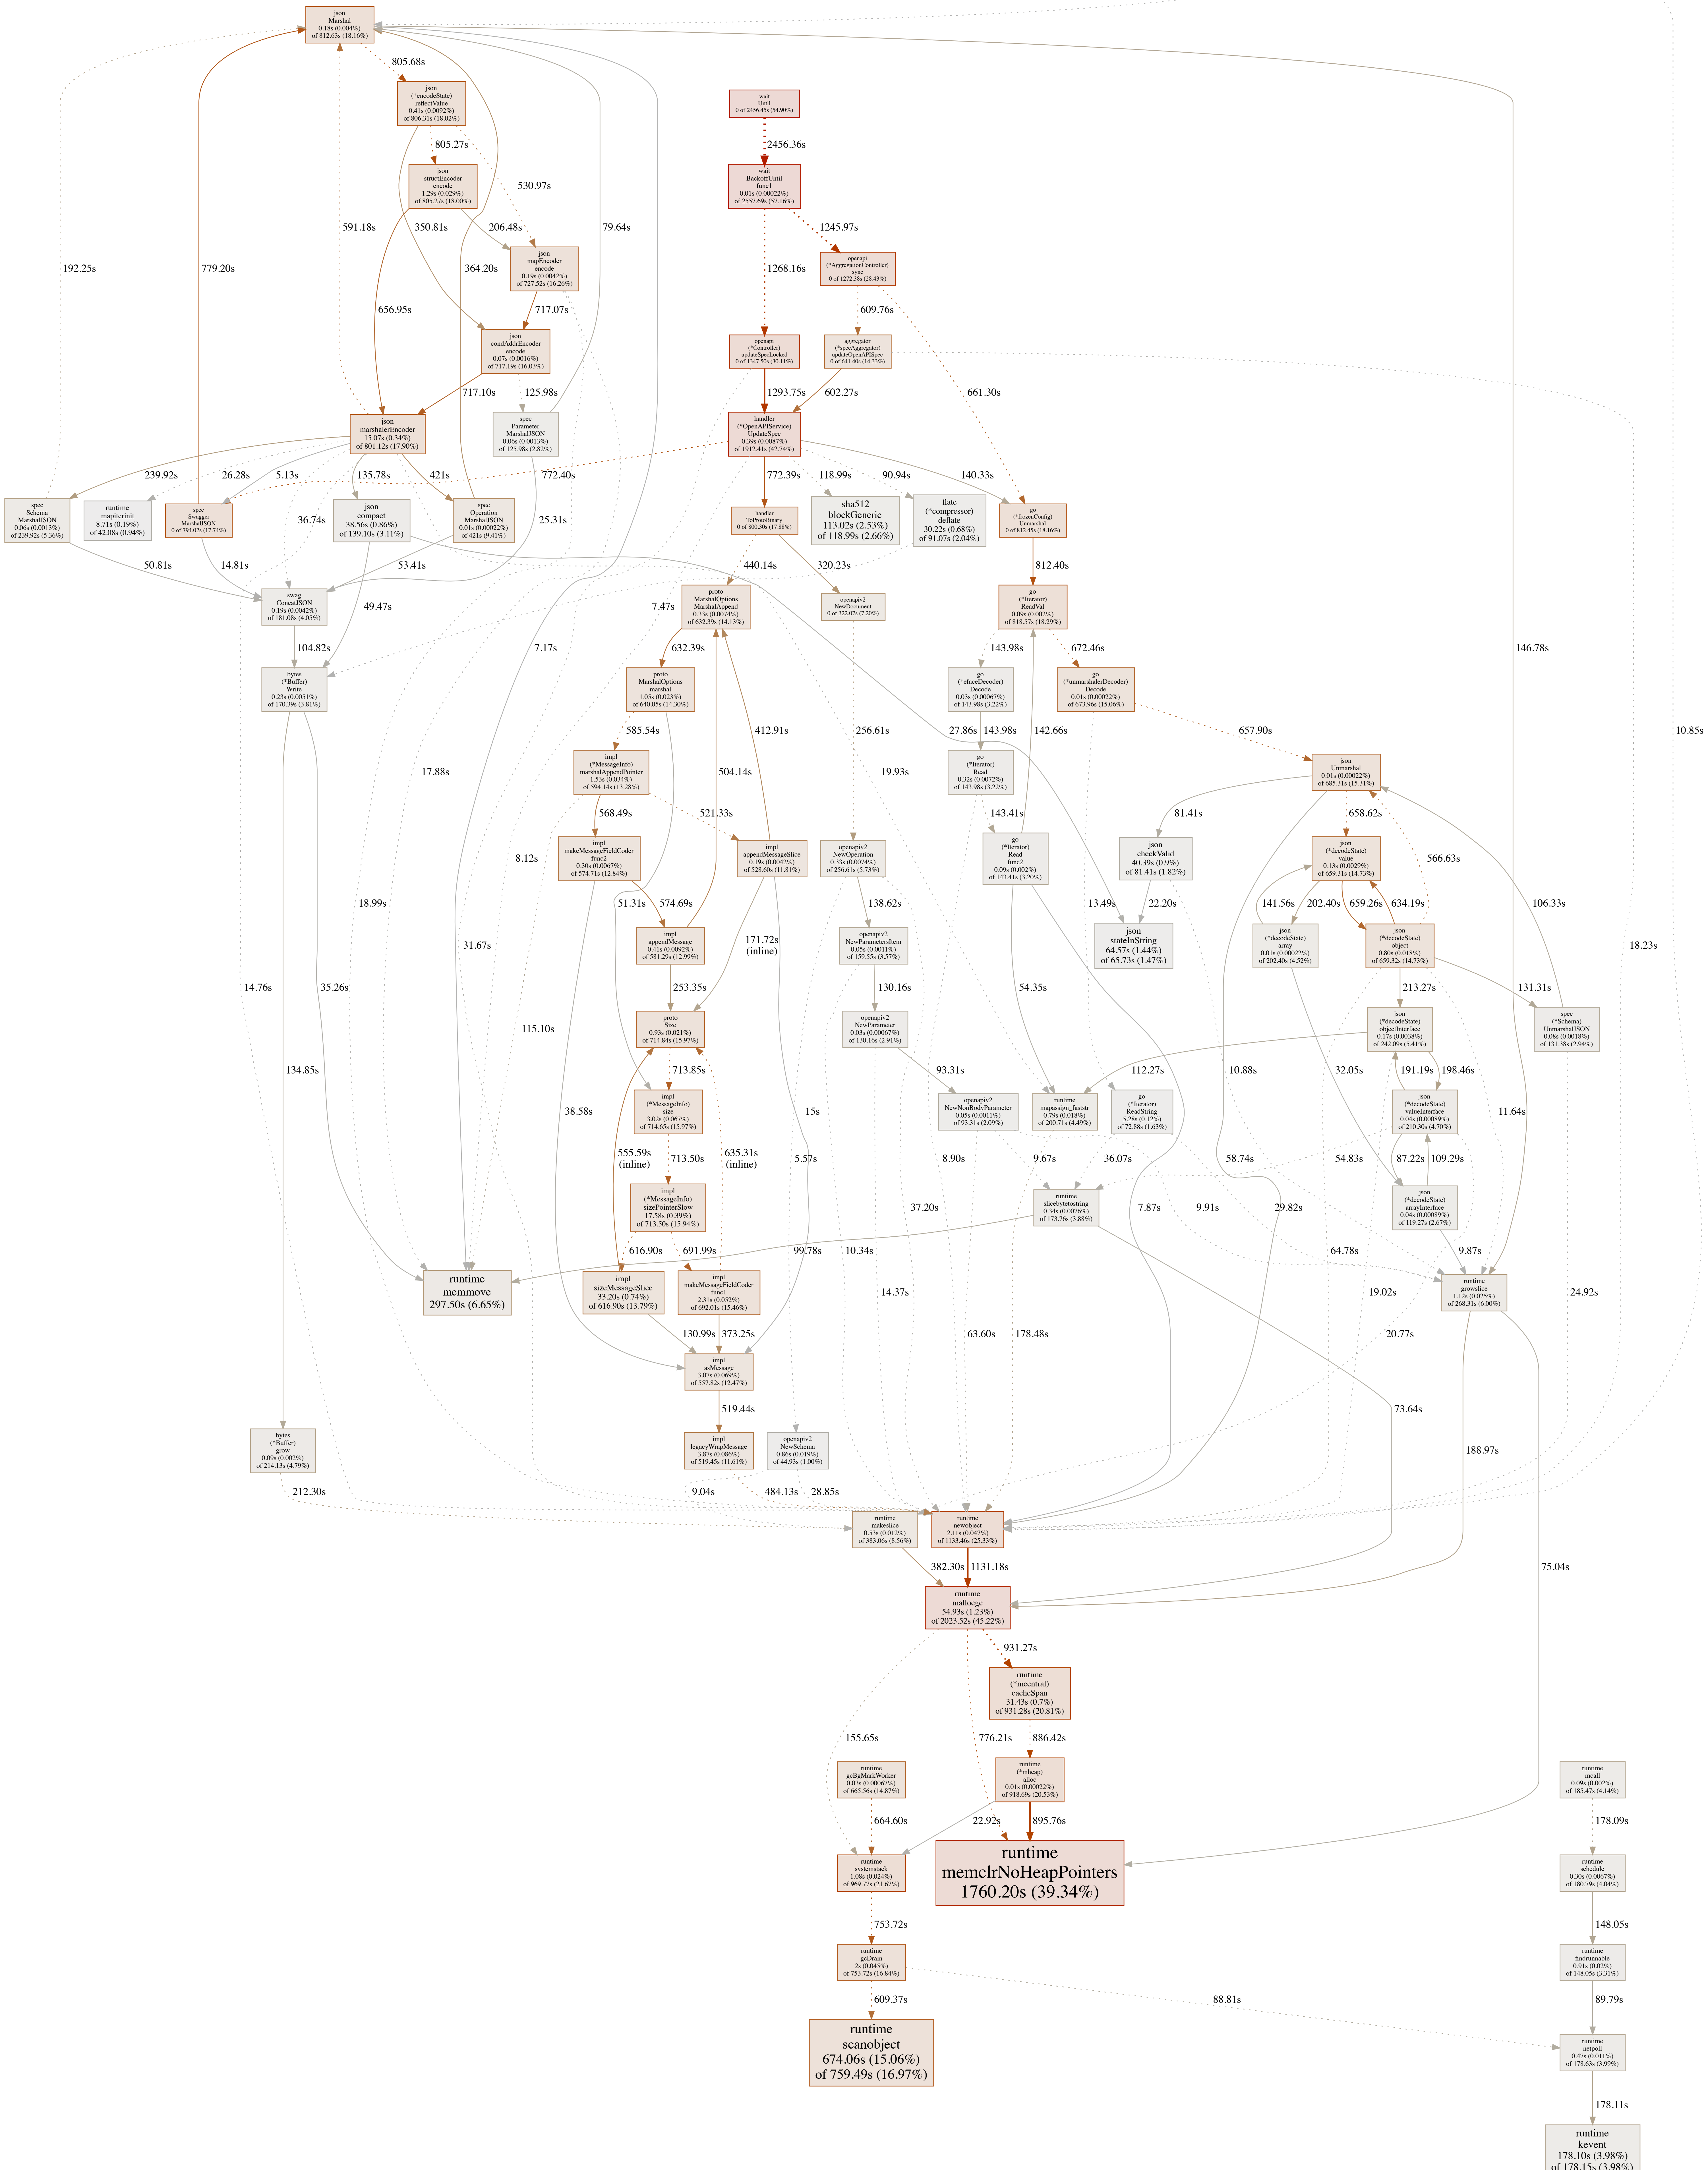 json
Marshal
0.18s (0.004%)
of 812.63s (18.16%)
805.68s
json
(*encodeState)
reflectValue
0.41s (0.0092%)
of 806.31s (18.02%)
wait
Until
0 of 2456.45s (54.90%)
805.27s
2456.36s
json
structEncoder
encode
1.29s (0.029%)
of 805.27s (18.00%)
530.97s
wait
BackoffUntil
func1
0.01s (0.00022%)
of 2557.69s (57.16%)
591.18s
350.81s
206.48s
79.64s
1245.97s
json
mapEncoder
encode
0.19s (0.0042%)
of 727.52s (16.26%)
192.25s
779.20s
364.20s
1268.16s
openapi
(*AggregationController)
sync
0 of 1272.38s (28.43%)
656.95s
717.07s
609.76s
json
condAddrEncoder
encode
0.07s (0.0016%)
of 717.19s (16.03%)
openapi
(*Controller)
updateSpecLocked
0 of 1347.50s (30.11%)
aggregator
(*specAggregator)
updateOpenAPISpec
0 of 641.40s (14.33%)
717.10s
125.98s
1293.75s
602.27s
661.30s
json
marshalerEncoder
15.07s (0.34%)
of 801.12s (17.90%)
spec
Parameter
MarshalJSON
0.06s (0.0013%)
of 125.98s (2.82%)
handler
(*OpenAPIService)
UpdateSpec
0.39s (0.0087%)
of 1912.41s (42.74%)
239.92s
26.28s
5.13s
135.78s
421s
772.40s
772.39s
118.99s
90.94s
140.33s
spec
Schema
MarshalJSON
0.06s (0.0013%)
of 239.92s (5.36%)
runtime
mapiterinit
8.71s (0.19%)
of 42.08s (0.94%)
spec
Swagger
MarshalJSON
0 of 794.02s (17.74%)
36.74s
json
compact
38.56s (0.86%)
of 139.10s (3.11%)
spec
Operation
MarshalJSON
0.01s (0.00022%)
of 421s (9.41%)
25.31s
handler
ToProtoBinary
0 of 800.30s (17.88%)
sha512
blockGeneric
113.02s (2.53%)
of 118.99s (2.66%)
flate
(*compressor)
deflate
30.22s (0.68%)
of 91.07s (2.04%)
go
(*frozenConfig)
Unmarshal
0 of 812.45s (18.16%)
50.81s
14.81s
53.41s
440.14s
320.23s
812.40s
swag
ConcatJSON
0.19s (0.0042%)
of 181.08s (4.05%)
49.47s
7.47s
proto
MarshalOptions
MarshalAppend
0.33s (0.0074%)
of 632.39s (14.13%)
openapiv2
NewDocument
0 of 322.07s (7.20%)
go
(*Iterator)
ReadVal
0.09s (0.002%)
of 818.57s (18.29%)
104.82s
7.17s
632.39s
143.98s
672.46s
146.78s
bytes
(*Buffer)
Write
0.23s (0.0051%)
of 170.39s (3.81%)
proto
MarshalOptions
marshal
1.05s (0.023%)
of 640.05s (14.30%)
go
(*efaceDecoder)
Decode
0.03s (0.00067%)
of 143.98s (3.22%)
go
(*unmarshalerDecoder)
Decode
0.01s (0.00022%)
of 673.96s (15.06%)
585.54s
412.91s
256.61s
27.86s
143.98s
142.66s
657.90s
10.85s
17.88s
impl
(*MessageInfo)
marshalAppendPointer
1.53s (0.034%)
of 594.14s (13.28%)
504.14s
19.93s
go
(*Iterator)
Read
0.32s (0.0072%)
of 143.98s (3.22%)
json
Unmarshal
0.01s (0.00022%)
of 685.31s (15.31%)
568.49s
521.33s
143.41s
81.41s
658.62s
8.12s
impl
makeMessageFieldCoder
func2
0.30s (0.0067%)
of 574.71s (12.84%)
impl
appendMessageSlice
0.19s (0.0042%)
of 528.60s (11.81%)
openapiv2
NewOperation
0.33s (0.0074%)
of 256.61s (5.73%)
go
(*Iterator)
Read
func2
0.09s (0.002%)
of 143.41s (3.20%)
json
checkValid
40.39s (0.9%)
of 81.41s (1.82%)
json
(*decodeState)
value
0.13s (0.0029%)
of 659.31s (14.73%)
566.63s
18.99s
51.31s
574.69s
138.62s
13.49s
22.20s
141.56s
202.40s
659.26s
634.19s
106.33s
31.67s
impl
appendMessage
0.41s (0.0092%)
of 581.29s (12.99%)
171.72s
(inline)
openapiv2
NewParametersItem
0.05s (0.0011%)
of 159.55s (3.57%)
json
stateInString
64.57s (1.44%)
of 65.73s (1.47%)
json
(*decodeState)
array
0.01s (0.00022%)
of 202.40s (4.52%)
json
(*decodeState)
object
0.80s (0.018%)
of 659.32s (14.73%)
18.23s
14.76s
35.26s
253.35s
130.16s
54.35s
213.27s
131.31s
115.10s
proto
Size
0.93s (0.021%)
of 714.84s (15.97%)
openapiv2
NewParameter
0.03s (0.00067%)
of 130.16s (2.91%)
json
(*decodeState)
objectInterface
0.17s (0.0038%)
of 242.09s (5.41%)
spec
(*Schema)
UnmarshalJSON
0.08s (0.0018%)
of 131.38s (2.94%)
134.85s
713.85s
93.31s
112.27s
32.05s
10.88s
191.19s
198.46s
38.58s
impl
(*MessageInfo)
size
3.02s (0.067%)
of 714.65s (15.97%)
15s
openapiv2
NewNonBodyParameter
0.05s (0.0011%)
of 93.31s (2.09%)
runtime
mapassign_faststr
0.79s (0.018%)
of 200.71s (4.49%)
go
(*Iterator)
ReadString
5.28s (0.12%)
of 72.88s (1.63%)
json
(*decodeState)
valueInterface
0.04s (0.00089%)
of 210.30s (4.70%)
11.64s
555.59s
(inline)
713.50s
635.31s
(inline)
5.57s
8.90s
9.67s
36.07s
58.74s
54.83s
87.22s
109.29s
impl
(*MessageInfo)
sizePointerSlow
17.58s (0.39%)
of 713.50s (15.94%)
37.20s
runtime
slicebytetostring
0.34s (0.0076%)
of 173.76s (3.88%)
7.87s
9.91s
29.82s
json
(*decodeState)
arrayInterface
0.04s (0.00089%)
of 119.27s (2.67%)
616.90s
691.99s
99.78s
10.34s
64.78s
9.87s
runtime
memmove
297.50s (6.65%)
impl
sizeMessageSlice
33.20s (0.74%)
of 616.90s (13.79%)
impl
makeMessageFieldCoder
func1
2.31s (0.052%)
of 692.01s (15.46%)
14.37s
19.02s
runtime
growslice
1.12s (0.025%)
of 268.31s (6.00%)
24.92s
130.99s
373.25s
63.60s
178.48s
20.77s
impl
asMessage
3.07s (0.069%)
of 557.82s (12.47%)
519.44s
73.64s
bytes
(*Buffer)
grow
0.09s (0.002%)
of 214.13s (4.79%)
impl
legacyWrapMessage
3.87s (0.086%)
of 519.45s (11.61%)
openapiv2
NewSchema
0.86s (0.019%)
of 44.93s (1.00%)
188.97s
212.30s
9.04s
484.13s
28.85s
runtime
makeslice
0.53s (0.012%)
of 383.06s (8.56%)
runtime
newobject
2.11s (0.047%)
of 1133.46s (25.33%)
382.30s
1131.18s
75.04s
runtime
mallocgc
54.93s (1.23%)
of 2023.52s (45.22%)
931.27s
runtime
(*mcentral)
cacheSpan
31.43s (0.7%)
of 931.28s (20.81%)
155.65s
776.21s
886.42s
runtime
gcBgMarkWorker
0.03s (0.00067%)
of 665.56s (14.87%)
runtime
(*mheap)
alloc
0.01s (0.00022%)
of 918.69s (20.53%)
runtime
mcall
0.09s (0.002%)
of 185.47s (4.14%)
664.60s
22.92s
895.76s
178.09s
runtime
systemstack
1.08s (0.024%)
of 969.77s (21.67%)
runtime
memclrNoHeapPointers
1760.20s (39.34%)
runtime
schedule
0.30s (0.0067%)
of 180.79s (4.04%)
753.72s
148.05s
runtime
gcDrain
2s (0.045%)
of 753.72s (16.84%)
runtime
findrunnable
0.91s (0.02%)
of 148.05s (3.31%)
609.37s
88.81s
89.79s
runtime
scanobject
674.06s (15.06%)
of 759.49s (16.97%)
runtime
netpoll
0.47s (0.011%)
of 178.63s (3.99%)
178.11s
runtime
kevent
178.10s (3.98%)
of 178.15s (3.98%)